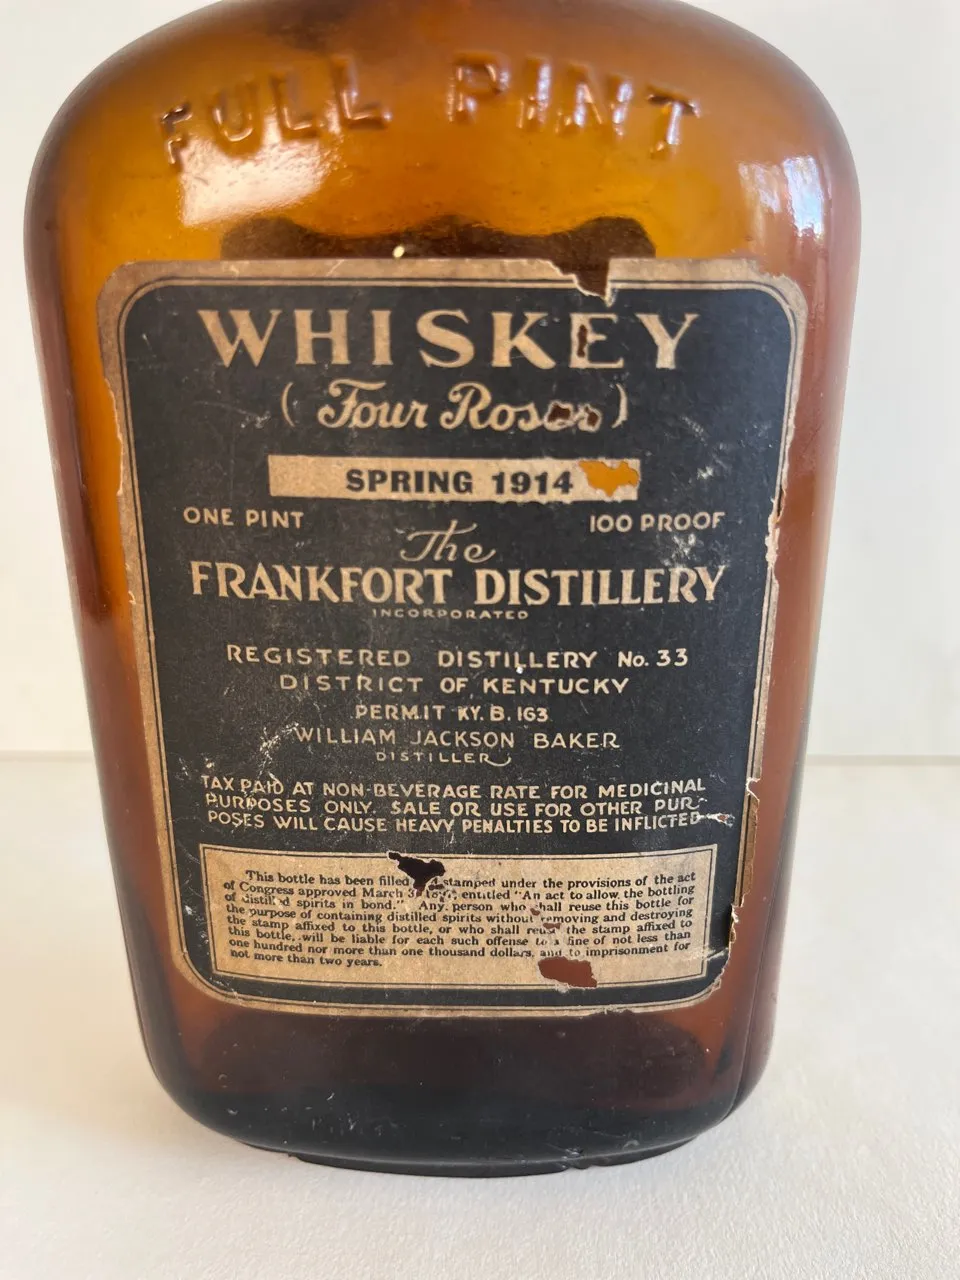 FULL PINT
WHISKEY
(Four Roses)
SPRING 1914
ONE PINT 100 PROOF
The
FRANKFORT DISTILLERY
INCORPORATED
REGISTERED DISTILLERY No. 33
DISTRICT OF KENTUCKY
PERMIT KY. B. 163
WILLIAM JACKSON BAKER
DISTILLER
TAX PAID AT NON-BEVERAGE RATE FOR MEDICINAL
PURPOSES ONLY. SALE OR USE FOR OTHER PUR-
POSES WILL CAUSE HEAVY PENALTIES TO BE INFLICTED
This bottle has been filled stamped under the provisions of the act
of Congress approved March entitled "An act to allow the bottling
of distilled spirits in bond." Any person who shall reuse this bottle for
the purpose of containing distilled spirits without removing and destroying
the stamp affixed to this bottle, or who shall reuse the stamp affixed to
this bottle, will be liable for each such offense to a fine of not less than
one hundred nor more than one thousand dollars, and to imprisonment for
not more than two years.